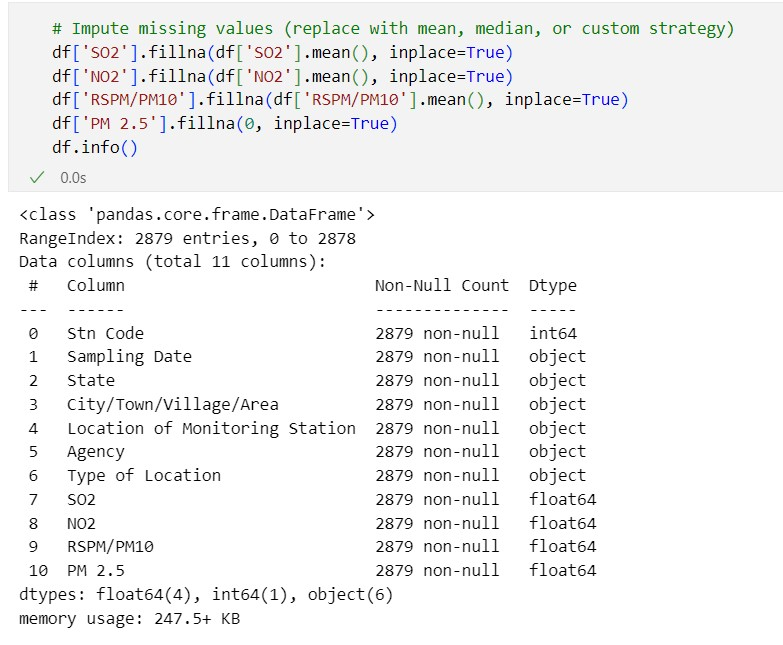 # Impute missing values (replace with mean, median, or custom strategy)
df['SO2'].fillna(df['SO2'].mean(), inplace=True)
df['NO2'].fillna(df['NO2'].mean(), inplace=True)
df['RSPM/PM10'].fillna(df['RSPM/PM10'].mean(), inplace=True)
df['PM 2.5'].fillna(0, inplace=True)
df.info()
✓ 0.0s
<class 'pandas.core.frame.DataFrame'>
RangeIndex: 2879 entries, 0 to 2878
Data columns (total 11 columns):
 #   Column                          Non-Null Count  Dtype
---  ------                          --------------  -----
 0   Stn Code                        2879 non-null   int64
 1   Sampling Date                   2879 non-null   object
 2   State                           2879 non-null   object
 3   City/Town/Village/Area          2879 non-null   object
 4   Location of Monitoring Station  2879 non-null   object
 5   Agency                          2879 non-null   object
 6   Type of Location                2879 non-null   object
 7   SO2                             2879 non-null   float64
 8   NO2                             2879 non-null   float64
 9   RSPM/PM10                       2879 non-null   float64
 10  PM 2.5                          2879 non-null   float64
dtypes: float64(4), int64(1), object(6)
memory usage: 247.5+ KB